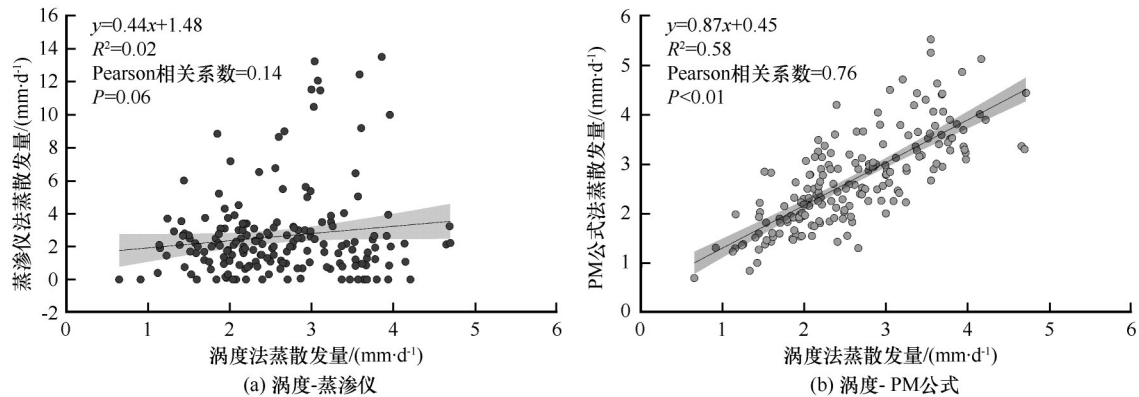 y=0.44x+1.48
R²=0.02
Pearson相关系数=0.14
P=0.06
16
14
12
10
8
6
4
2
0
-2
蒸渗仪法蒸散发量/(mm·d⁻¹)
0 1 2 3 4 5 6
涡度法蒸散发量/(mm·d⁻¹)
(a) 涡度-蒸渗仪
y=0.87x+0.45
R²=0.58
Pearson相关系数=0.76
P<0.01
6
5
4
3
2
1
0
PM公式法蒸散发量/(mm·d⁻¹)
0 1 2 3 4 5 6
涡度法蒸散发量/(mm·d⁻¹)
(b) 涡度- PM公式